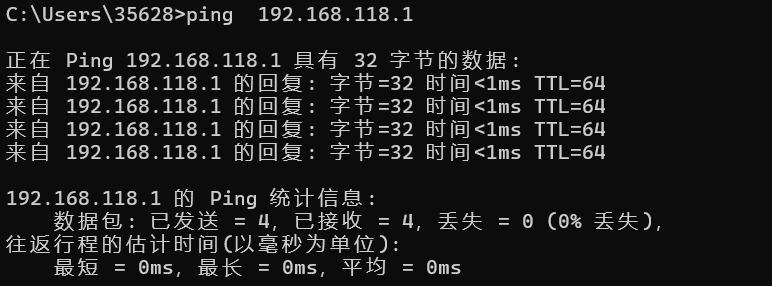 C:\Users\35628>ping  192.168.118.1
正在 Ping 192.168.118.1 具有 32 字节的数据:
来自 192.168.118.1 的回复: 字节=32 时间<1ms TTL=64
来自 192.168.118.1 的回复: 字节=32 时间<1ms TTL=64
来自 192.168.118.1 的回复: 字节=32 时间<1ms TTL=64
来自 192.168.118.1 的回复: 字节=32 时间<1ms TTL=64
192.168.118.1 的 Ping 统计信息:
数据包: 已发送 = 4, 已接收 = 4, 丢失 = 0 (0% 丢失),
往返行程的估计时间(以毫秒为单位):
最短 = 0ms, 最长 = 0ms, 平均 = 0ms